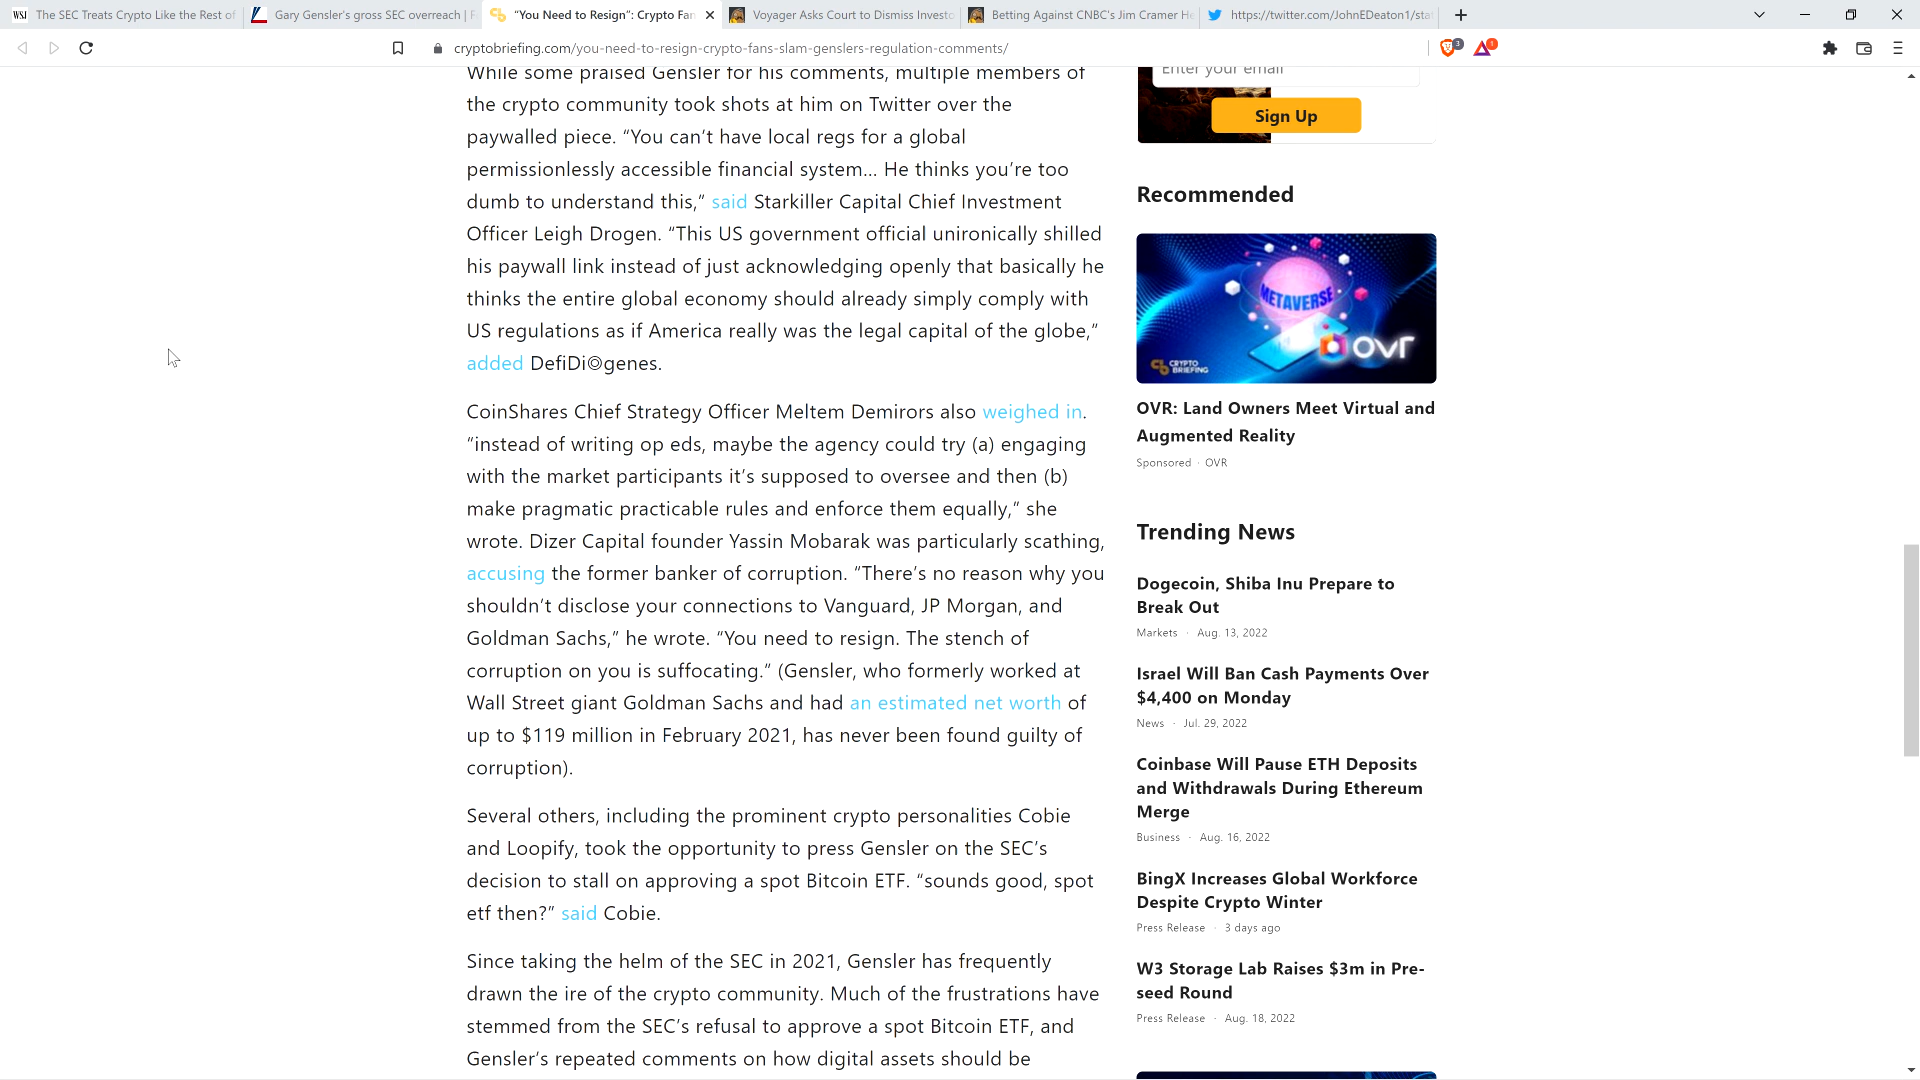 WSJ The SEC Treats Crypto Like the Rest of
Gary Gensler's gross SEC overreach |
"You Need to Resign": Crypto Fan
Voyager Asks Court to Dismiss Investo
Betting Against CNBC's Jim Cramer He
https://twitter.com/JohnEDeaton1/sta
cryptobriefing.com/you-need-to-resign-crypto-fans-slam-genslers-regulation-comments/
3
1
While some praised Gensler for his comments, multiple members of
the crypto community took shots at him on Twitter over the
paywalled piece. “You can’t have local regs for a global
permissionlessly accessible financial system… He thinks you’re too
dumb to understand this,” said Starkiller Capital Chief Investment
Officer Leigh Drogen. “This US government official unironically shilled
his paywall link instead of just acknowledging openly that basically he
thinks the entire global economy should already simply comply with
US regulations as if America really was the legal capital of the globe,”
added DefiDi◎genes.
CoinShares Chief Strategy Officer Meltem Demirors also weighed in.
“instead of writing op eds, maybe the agency could try (a) engaging
with the market participants it’s supposed to oversee and then (b)
make pragmatic practicable rules and enforce them equally,” she
wrote. Dizer Capital founder Yassin Mobarak was particularly scathing,
accusing the former banker of corruption. “There’s no reason why you
shouldn’t disclose your connections to Vanguard, JP Morgan, and
Goldman Sachs,” he wrote. “You need to resign. The stench of
corruption on you is suffocating.” (Gensler, who formerly worked at
Wall Street giant Goldman Sachs and had an estimated net worth of
up to $119 million in February 2021, has never been found guilty of
corruption).
Several others, including the prominent crypto personalities Cobie
and Loopify, took the opportunity to press Gensler on the SEC’s
decision to stall on approving a spot Bitcoin ETF. “sounds good, spot
etf then?” said Cobie.
Since taking the helm of the SEC in 2021, Gensler has frequently
drawn the ire of the crypto community. Much of the frustrations have
stemmed from the SEC’s refusal to approve a spot Bitcoin ETF, and
Gensler’s repeated comments on how digital assets should be
Enter your email
Sign Up
Recommended
METAVERSE
ovr
CRYPTO
BRIEFING
OVR: Land Owners Meet Virtual and
Augmented Reality
Sponsored · OVR
Trending News
Dogecoin, Shiba Inu Prepare to
Break Out
Markets · Aug. 13, 2022
Israel Will Ban Cash Payments Over
$4,400 on Monday
News · Jul. 29, 2022
Coinbase Will Pause ETH Deposits
and Withdrawals During Ethereum
Merge
Business · Aug. 16, 2022
BingX Increases Global Workforce
Despite Crypto Winter
Press Release · 3 days ago
W3 Storage Lab Raises $3m in Pre-
seed Round
Press Release · Aug. 18, 2022